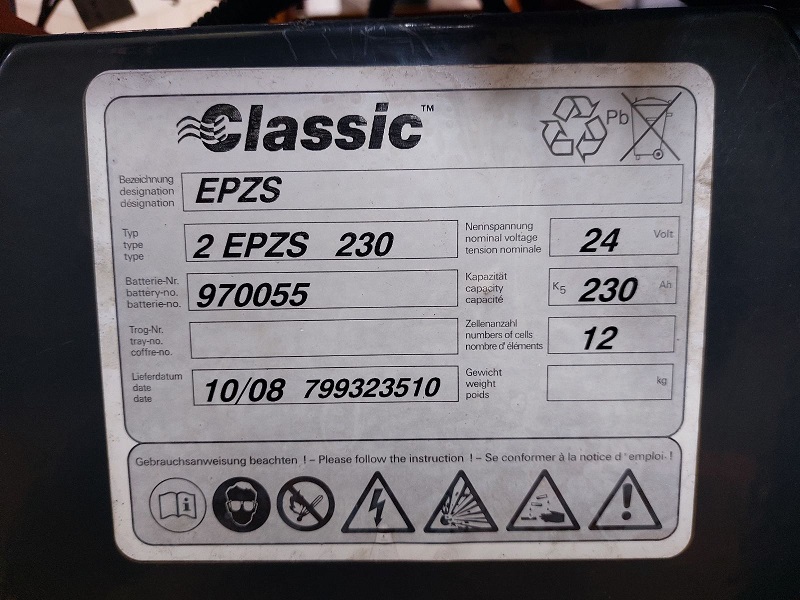 Classic™
Pb
Bezeichnung
designation
désignation
EPZS
Typ
type
type
2 EPZS 230
Nennspannung
nominal voltage
tension nominale
24 Volt
Batterie-Nr.
battery-no.
batterie-no.
970055
Kapazität
capacity
capacité
K5 230 Ah
Trog-Nr.
tray-no.
coffre-no.
Zellenanzahl
numbers of cells
nombre d'éléments
12
Lieferdatum
date
date
10/08 799323510
Gewicht
weight
poids
kg
Gebrauchsanweisung beachten ! – Please follow the instruction ! – Se conformer à la notice d'emploi- !